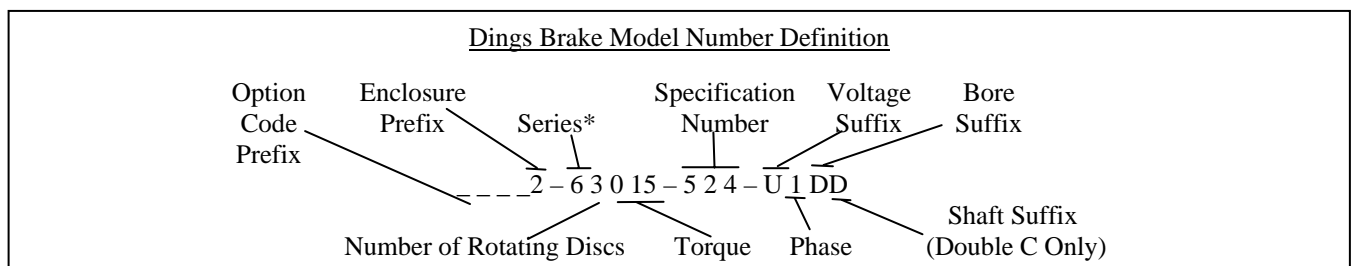 Dings Brake Model Number Definition
Option Code Prefix
Enclosure Prefix
Series*
Specification Number
Voltage Suffix
Bore Suffix
_ _ _ _ 2 – 6 3 0 15 – 5 2 4 – U 1 DD
Number of Rotating Discs
Torque
Phase
Shaft Suffix (Double C Only)